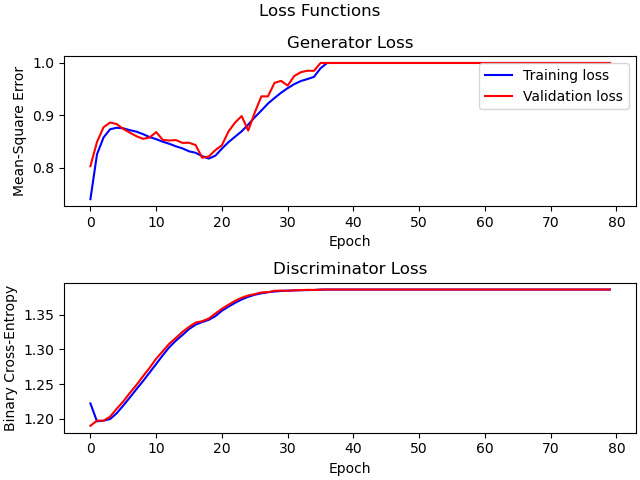 Loss Functions
Generator Loss
Mean-Square Error
1.0
0.9
0.8
Training loss
Validation loss
0 10 20 30 40 50 60 70 80
Epoch
Discriminator Loss
Binary Cross-Entropy
1.35
1.30
1.25
1.20
0 10 20 30 40 50 60 70 80
Epoch